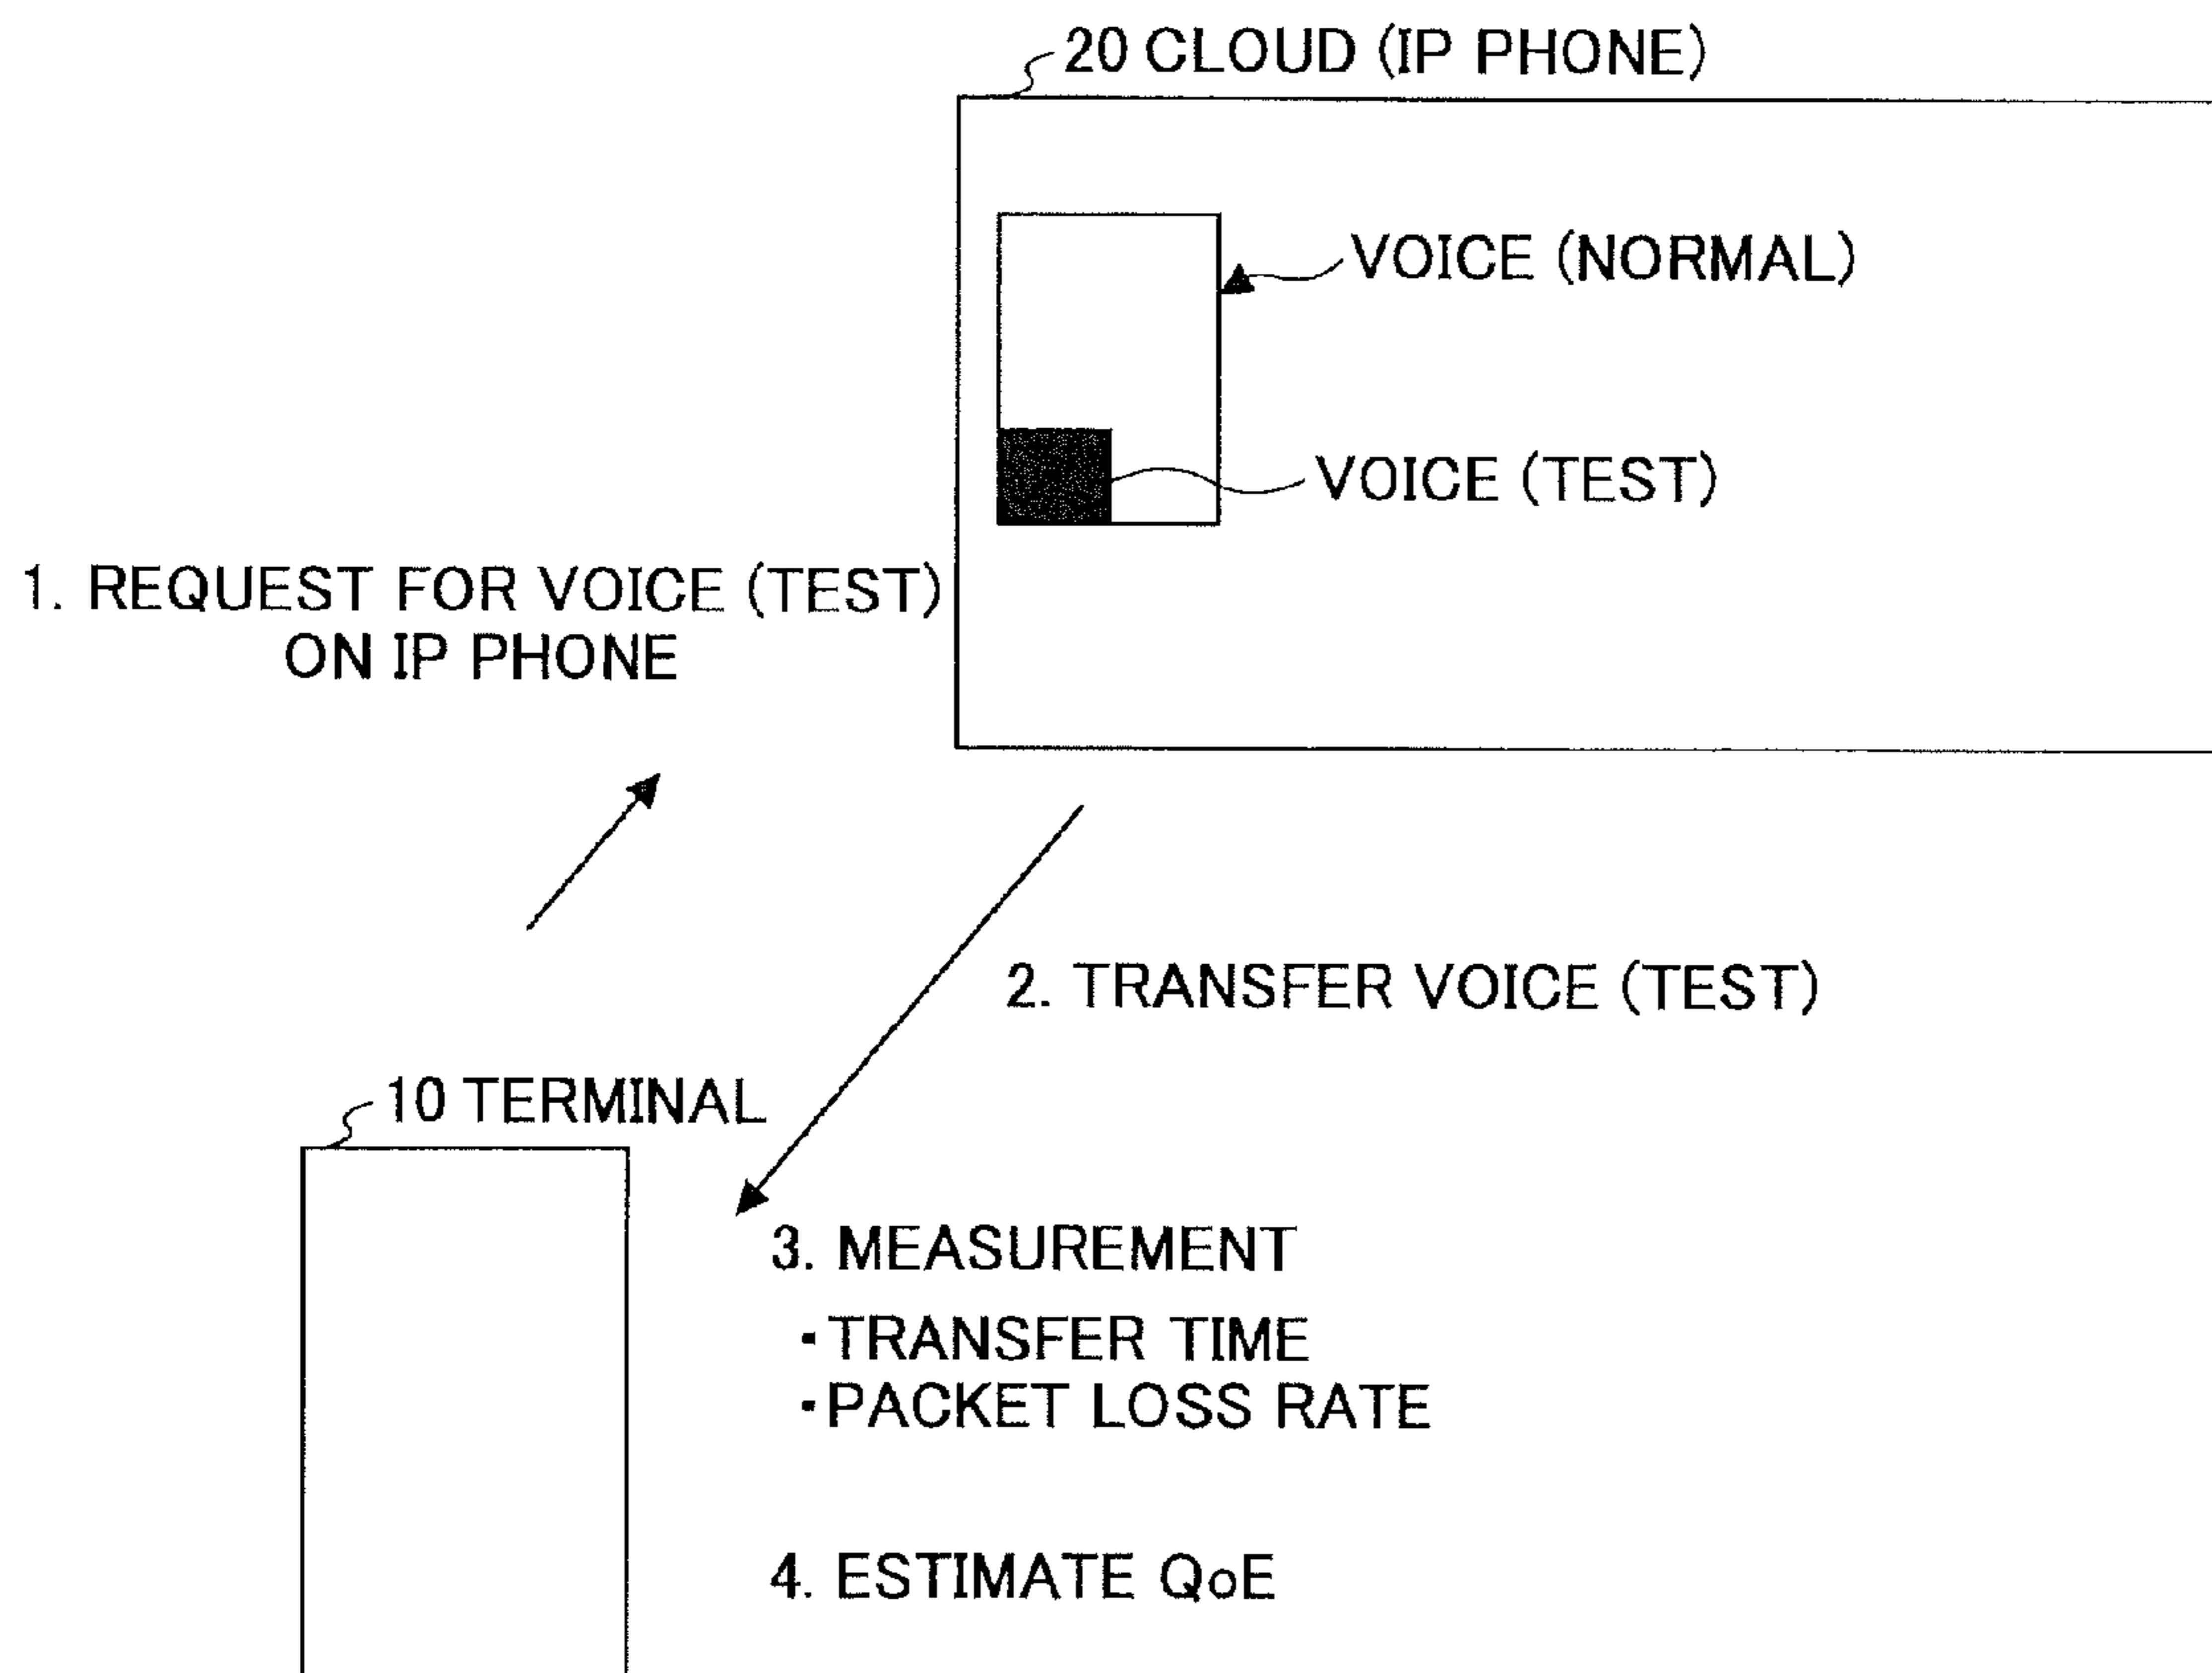 20 CLOUD (IP PHONE)
VOICE (NORMAL)
VOICE (TEST)
1. REQUEST FOR VOICE (TEST)
ON IP PHONE
2. TRANSFER VOICE (TEST)
10 TERMINAL
3. MEASUREMENT
・TRANSFER TIME
・PACKET LOSS RATE
4. ESTIMATE QoE